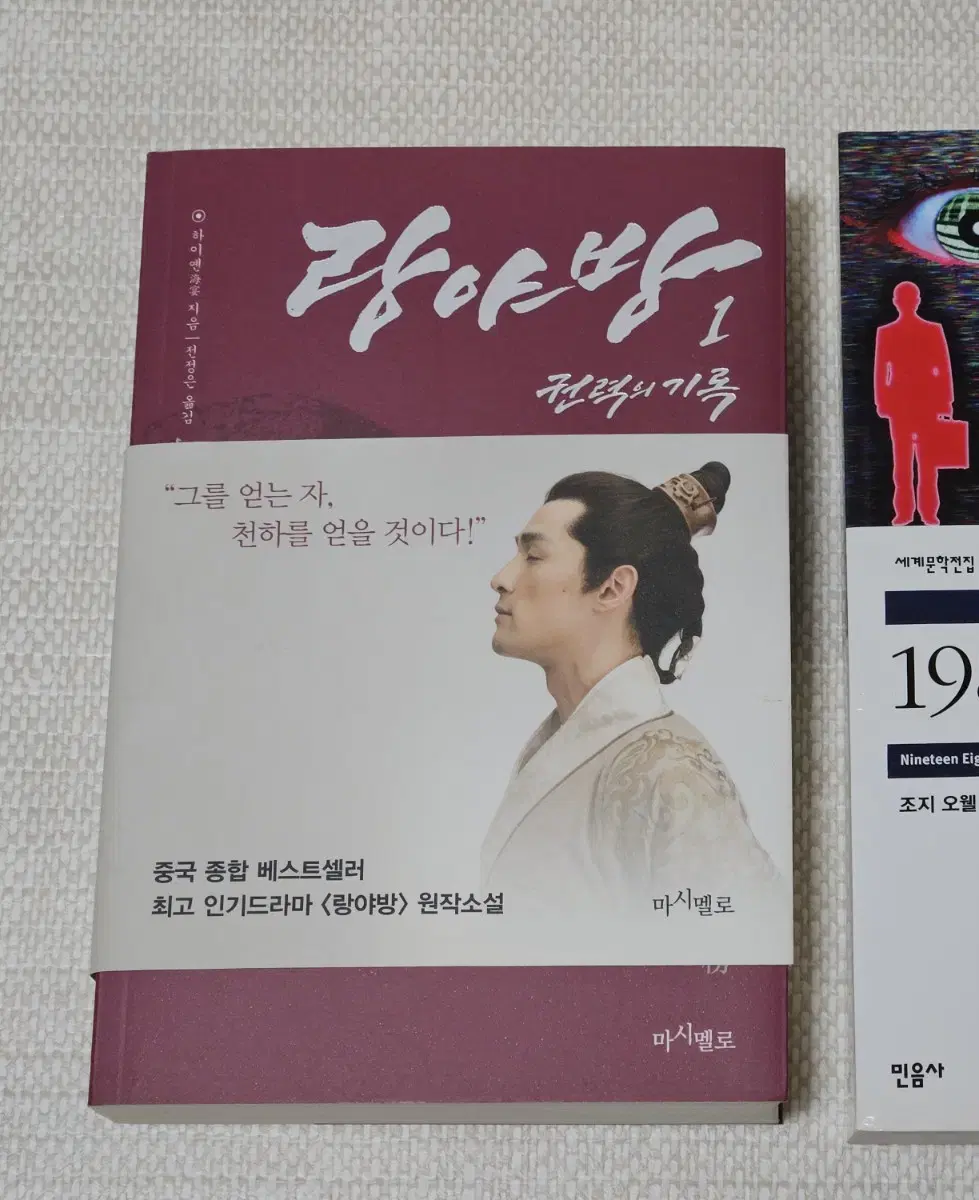 랑야방 1
권력의 기록
하이옌海宴 지음 | 전정은 옮김
“그를 얻는 자,
천하를 얻을 것이다!”
중국 종합 베스트셀러
최고 인기드라마 〈랑야방〉 원작소설
마시멜로
마시멜로
세계문학전집
19
Nineteen Eig
조지 오웰
민음사